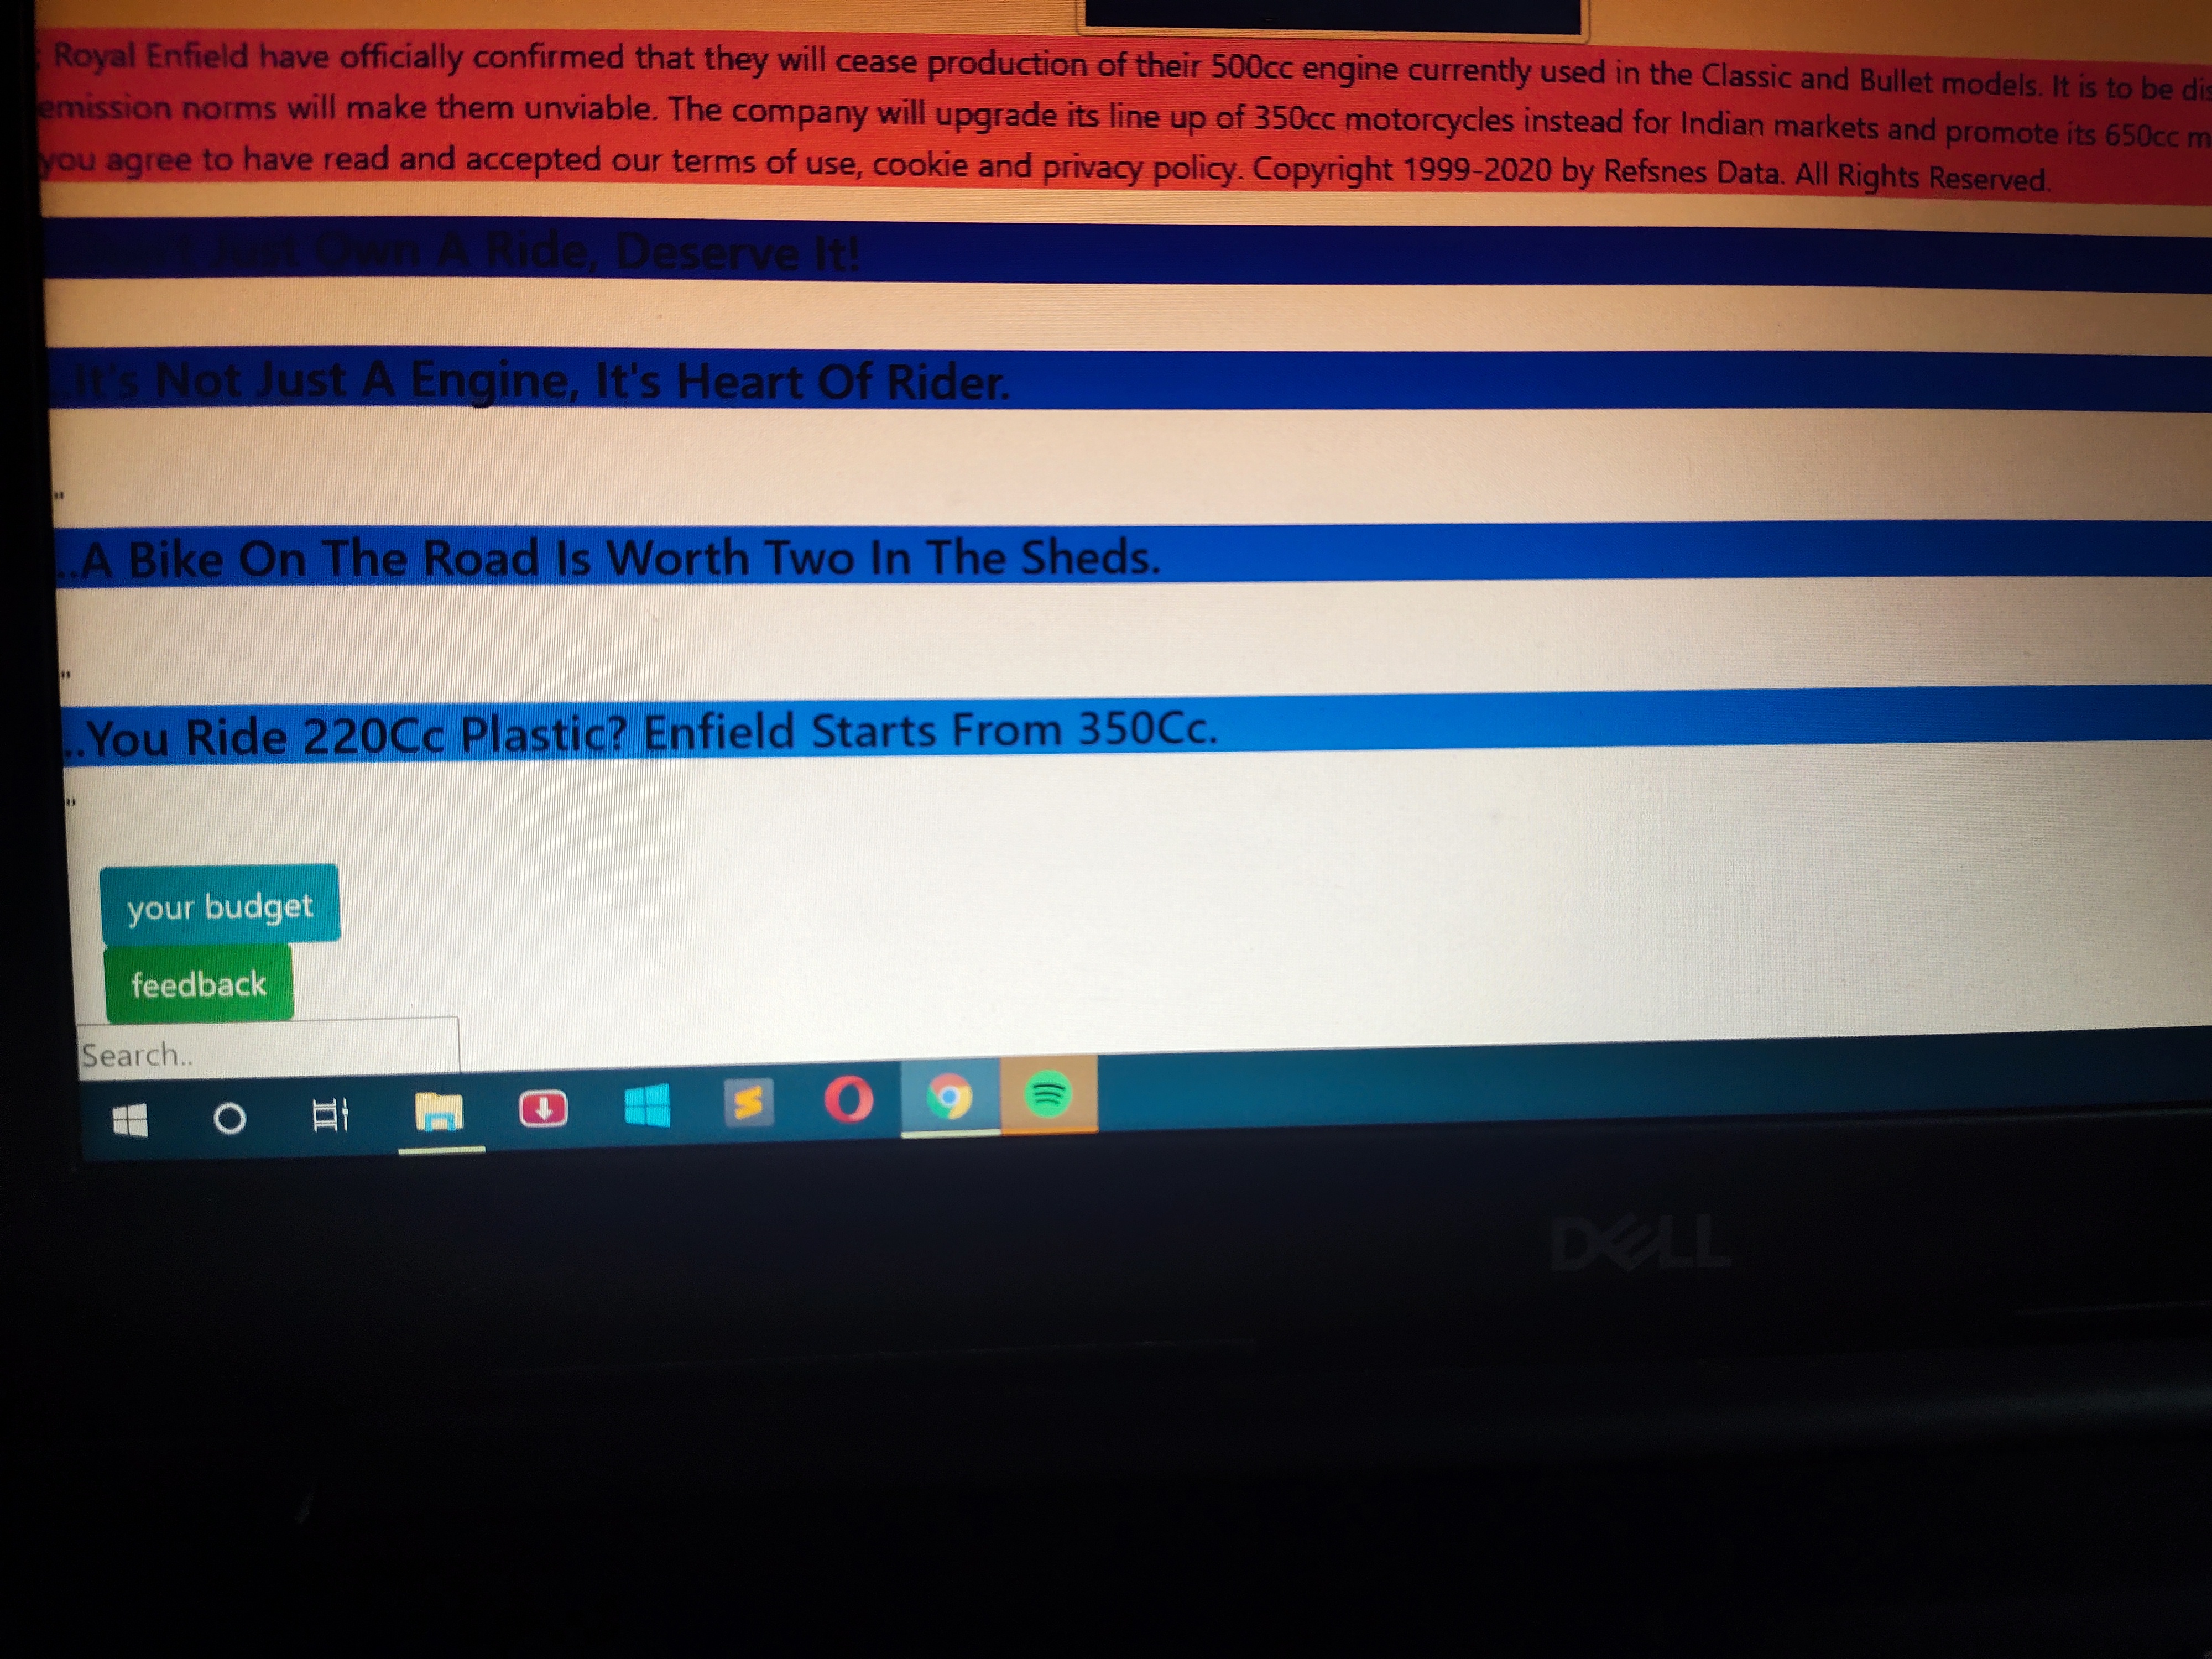 Royal Enfield have officially confirmed that they will cease production of their 500cc engine currently used in the Classic and Bullet models. It is to be dis
emission norms will make them unviable. The company will upgrade its line up of 350cc motorcycles instead for Indian markets and promote its 650cc m
you agree to have read and accepted our terms of use, cookie and privacy policy. Copyright 1999-2020 by Refsnes Data. All Rights Reserved.
Just Own A Ride, Deserve It!
..It's Not Just A Engine, It's Heart Of Rider.
"
..A Bike On The Road Is Worth Two In The Sheds.
"
..You Ride 220Cc Plastic? Enfield Starts From 350Cc.
"
your budget
feedback
Search..
DELL